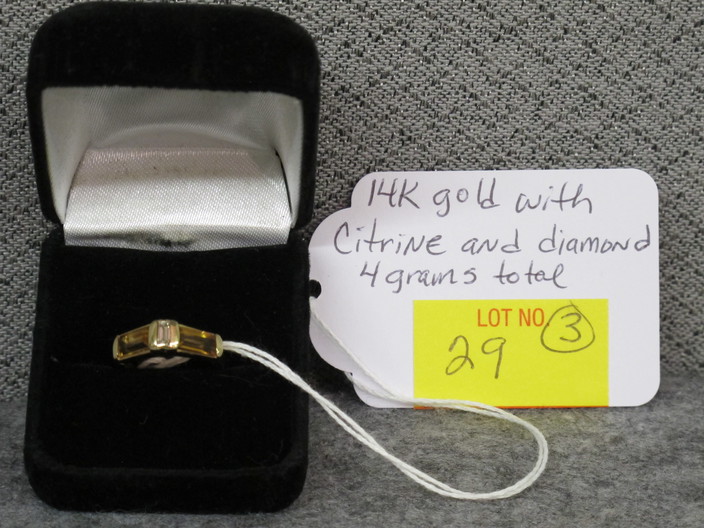 14K gold with
Citrine and diamond
4 grams total
LOT NO. 3
29